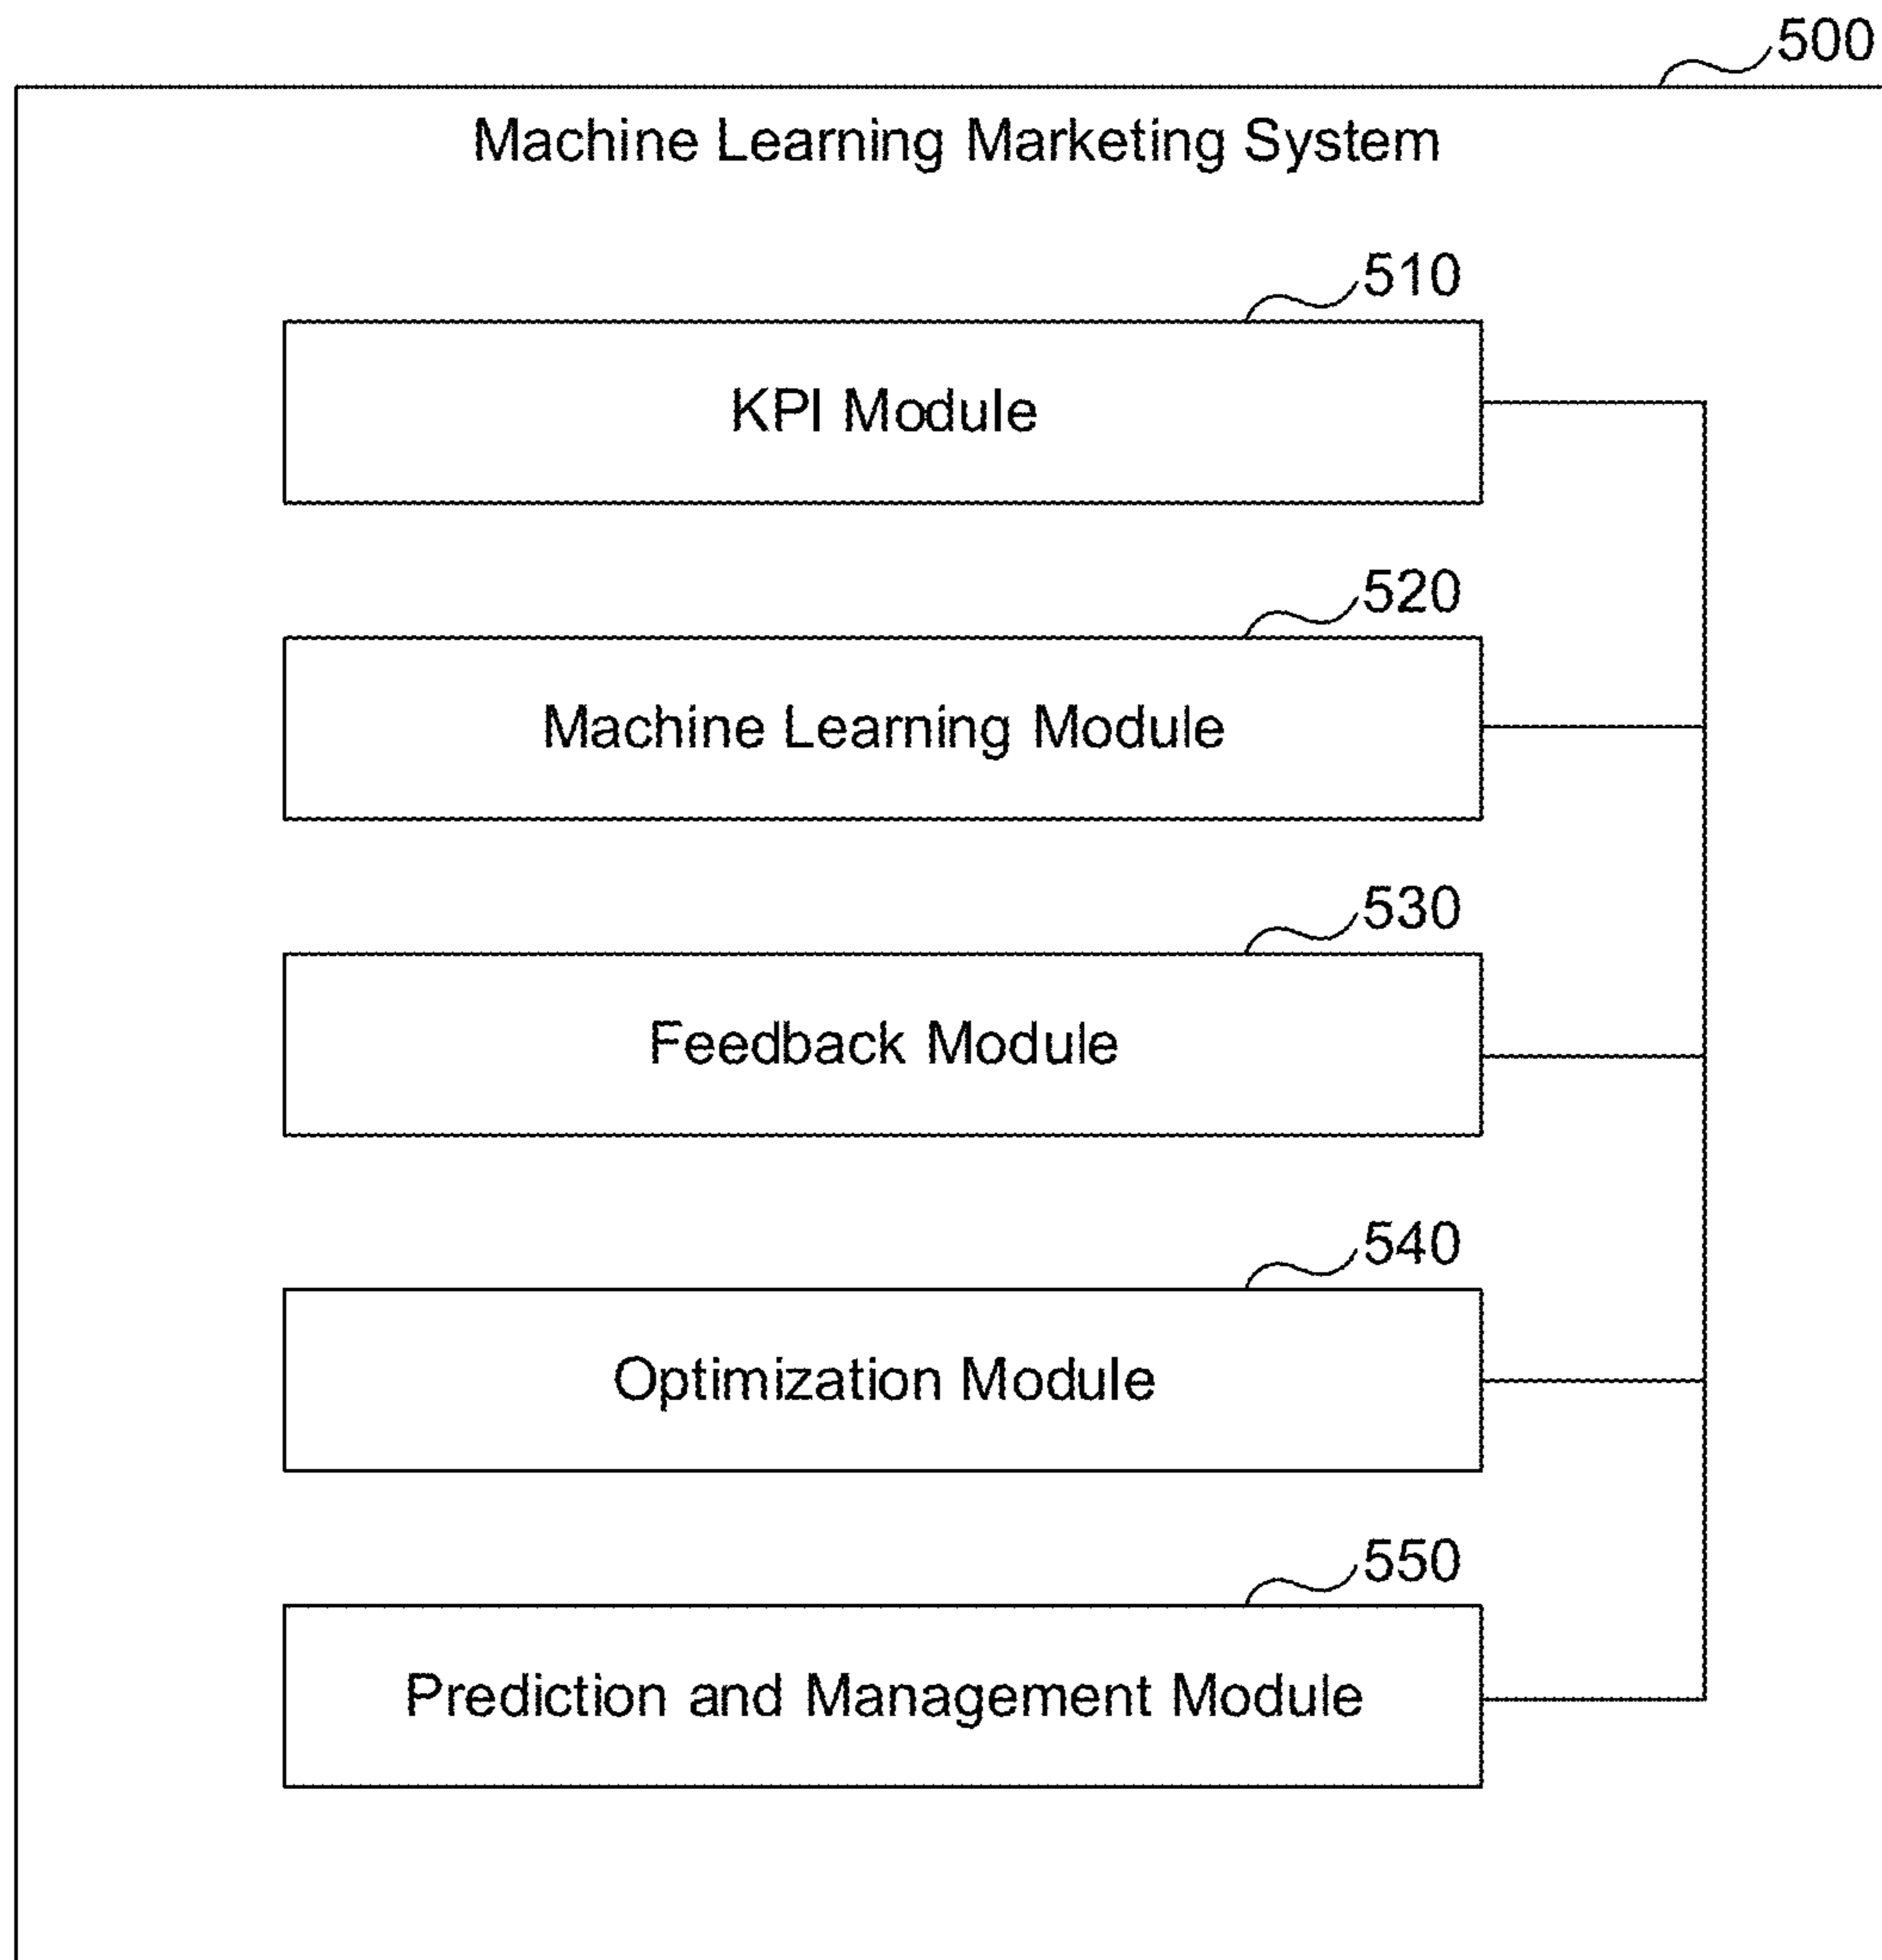 500
Machine Learning Marketing System
510
KPI Module
520
Machine Learning Module
530
Feedback Module
540
Optimization Module
550
Prediction and Management Module